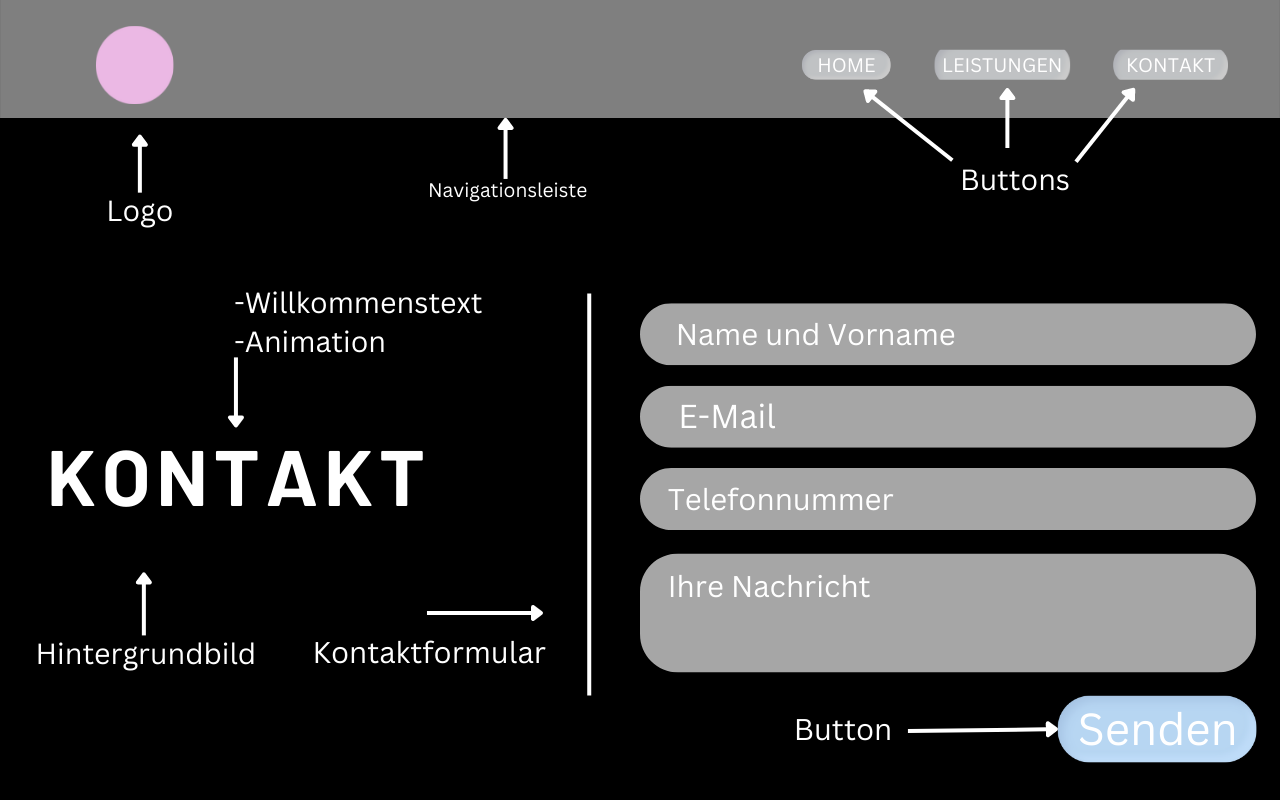 HOME
LEISTUNGEN
KONTAKT
Logo
Navigationsleiste
Buttons
-Willkommenstext
-Animation
KONTAKT
Hintergrundbild
Kontaktformular
Name und Vorname
E-Mail
Telefonnummer
Ihre Nachricht
Button
Senden